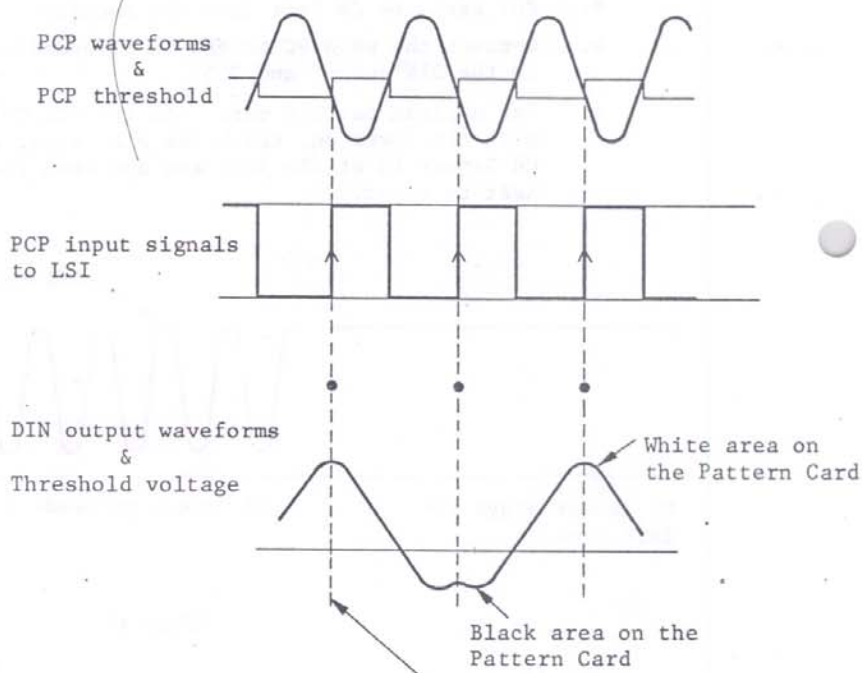 PCP waveforms
&
PCP threshold
PCP input signals
to LSI
DIN output waveforms
&
Threshold voltage
White area on
the Pattern Card
Black area on the
Pattern Card